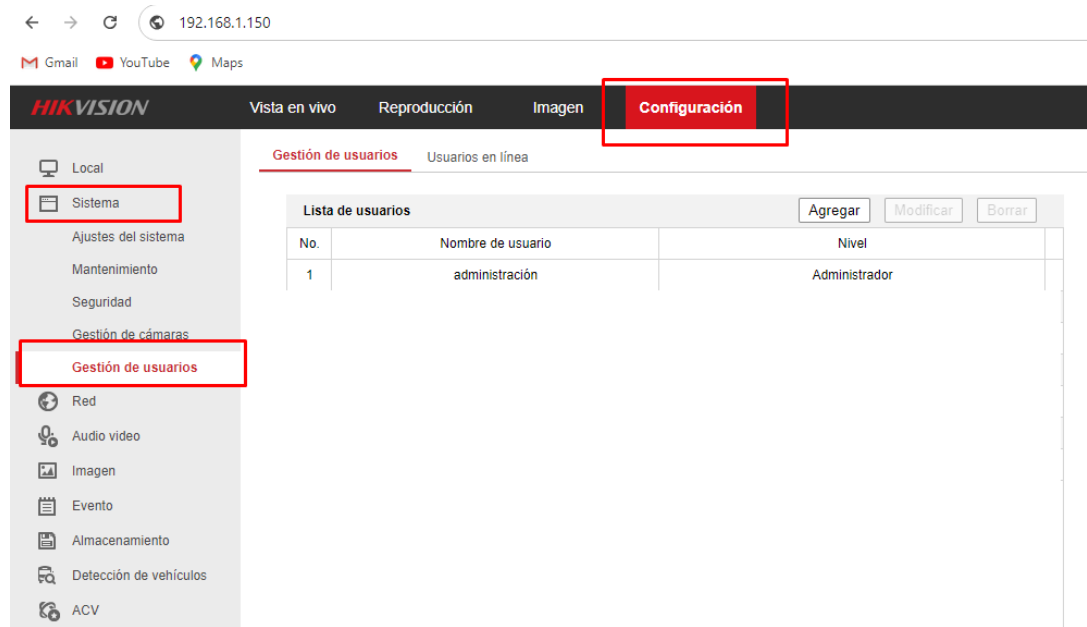 192.168.1.150
Gmail YouTube Maps
HIKVISION Vista en vivo Reproducción Imagen Configuración
Local
Sistema
Ajustes del sistema
Mantenimiento
Seguridad
Gestión de cámaras
Gestión de usuarios
Red
Audio video
Imagen
Evento
Almacenamiento
Detección de vehículos
ACV
Gestión de usuarios Usuarios en línea
Lista de usuarios Agregar Modificar Borrar
No. Nombre de usuario Nivel
1 administración Administrador